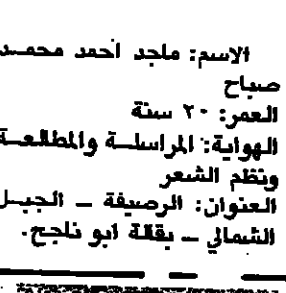 الاسم: ماجد احمد محمد
صباح
العمر: ٢٠ سنة
الهواية: المراسلة والمطالعة
ونظم الشعر
العنوان: الرصيفة - الجبل
الشمالي - بقالة ابو ناجح.